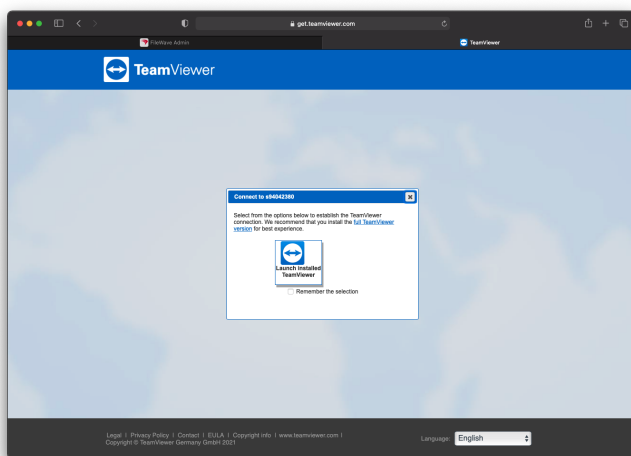 get.teamviewer.com
FileWave Admin
TeamViewer
TeamViewer
Connect to s94042380
Select from the options below to establish the TeamViewer
connection. We recommend that you install the full TeamViewer
version for best experience.
Launch installed
TeamViewer
Remember the selection
Legal | Privacy Policy | Contact | EULA | Copyright info | www.teamviewer.com |
Copyright © TeamViewer Germany GmbH 2021
Language: English